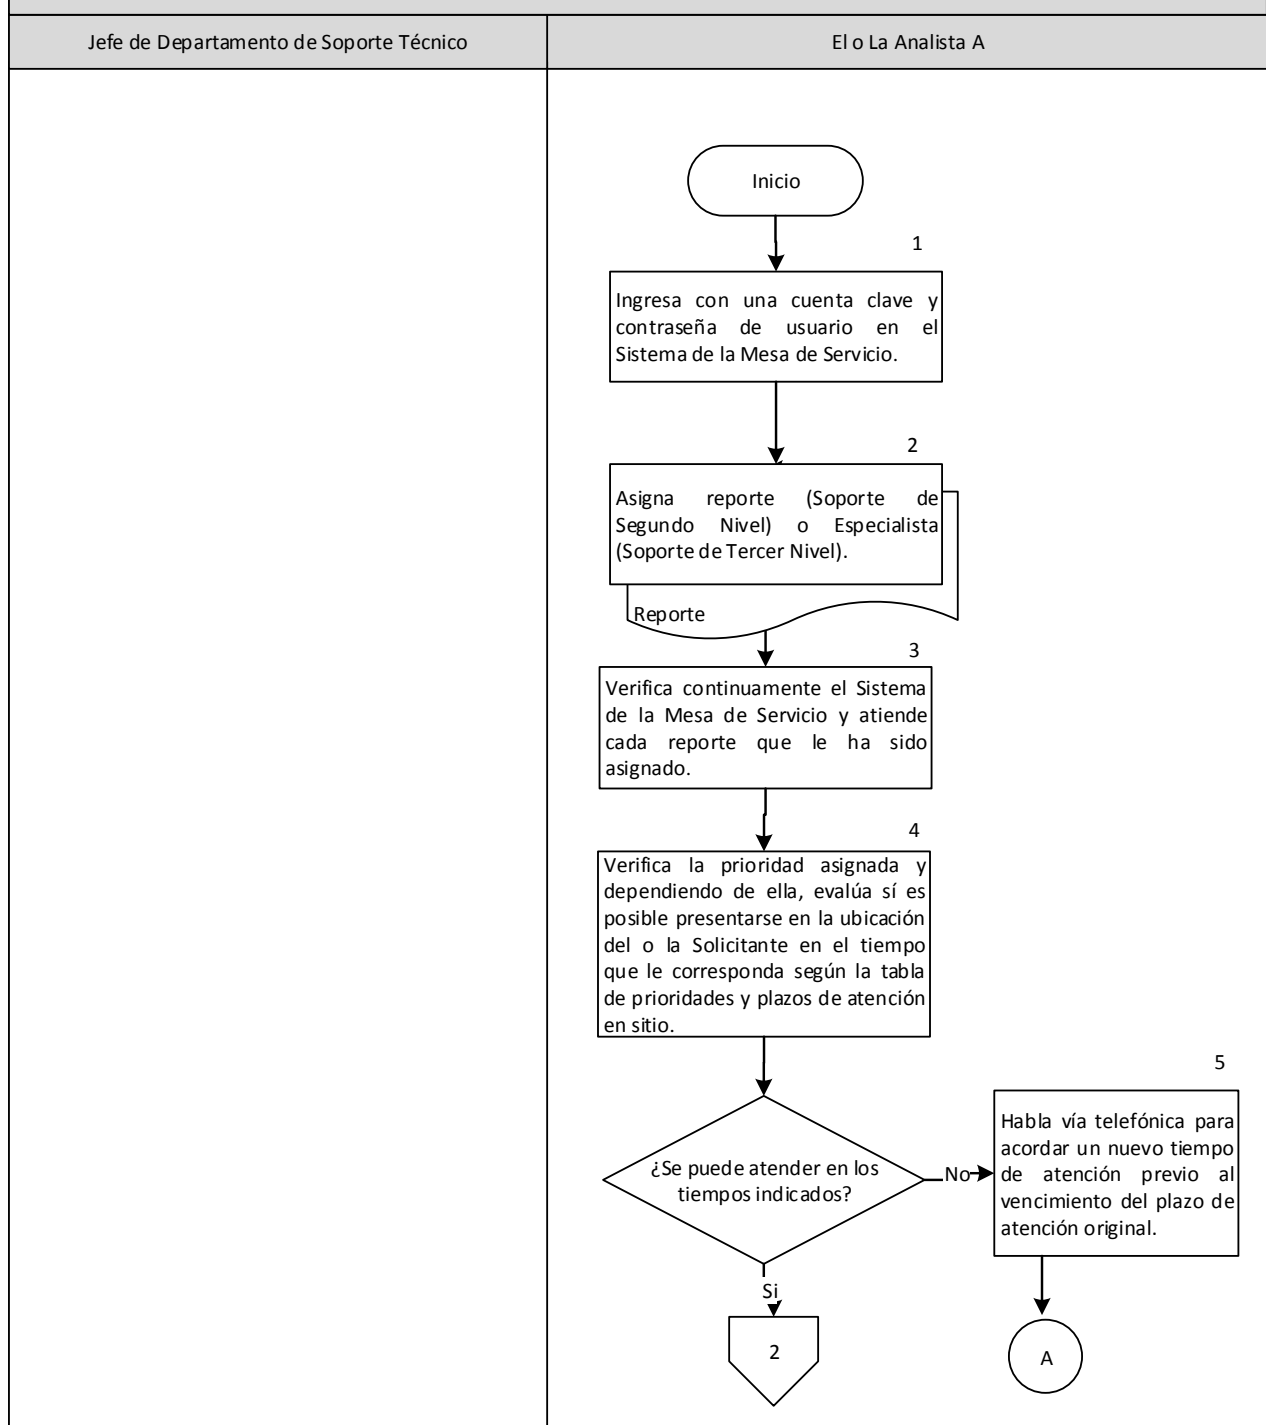 Jefe de Departamento de Soporte Técnico
El o La Analista A
Inicio
1
Ingresa con una cuenta clave y
contraseña de usuario en el
Sistema de la Mesa de Servicio.
2
Asigna reporte (Soporte de
Segundo Nivel) o Especialista
(Soporte de Tercer Nivel).
Reporte
3
Verifica continuamente el Sistema
de la Mesa de Servicio y atiende
cada reporte que le ha sido
asignado.
4
Verifica la prioridad asignada y
dependiendo de ella, evalúa sí es
posible presentarse en la ubicación
del o la Solicitante en el tiempo
que le corresponda según la tabla
de prioridades y plazos de atención
en sitio.
¿Se puede atender en los
tiempos indicados?
No
5
Habla vía telefónica para
acordar un nuevo tiempo
de atención previo al
vencimiento del plazo de
atención original.
Si
2
A